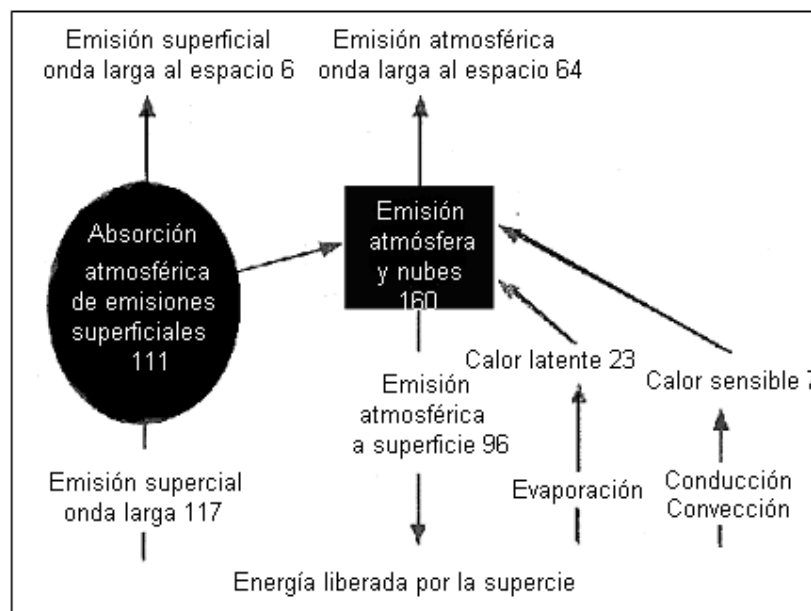 Emisión superficial
onda larga al espacio 6
Emisión atmosférica
onda larga al espacio 64
Absorción
atmosférica
de emisiones
superficiales
111
Emisión
atmósfera
y nubes
160
Calor latente 23
Calor sensible 7
Emisión
atmosférica
a superficie 96
Emisión supercial
onda larga 117
Evaporación
Conducción
Convección
Energía liberada por la supercie